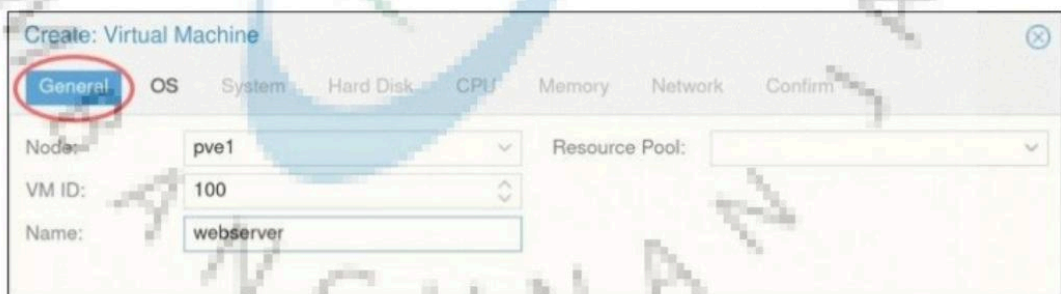 Create: Virtual Machine
General OS System Hard Disk CPU Memory Network Confirm
Node: pve1 Resource Pool:
VM ID: 100
Name: webserver